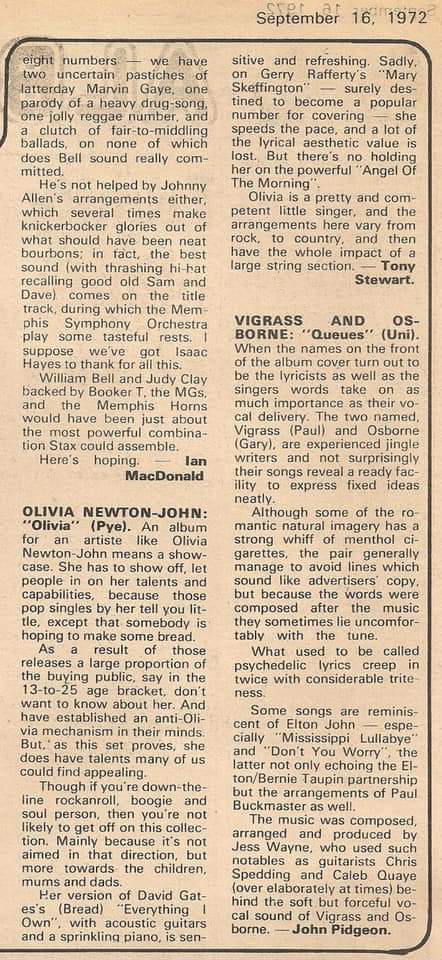 September 16, 1972
eight numbers — we have
two uncertain pastiches of
latterday Marvin Gaye, one
parody of a heavy drug-song,
one jolly reggae number, and
a clutch of fair-to-middling
ballads, on none of which
does Bell sound really com-
mitted.
He's not helped by Johnny
Allen's arrangements either,
which several times make
knickerbocker glories out of
what should have been neat
bourbons; in fact, the best
sound (with thrashing hi-hat
recalling good old Sam and
Dave) comes on the title
track, during which the Mem-
phis Symphony Orchestra
play some tasteful rests. I
suppose we've got Isaac
Hayes to thank for all this.
William Bell and Judy Clay
backed by Booker T, the MGs,
and the Memphis Horns
would have been just about
the most powerful combina-
tion Stax could assemble.
Here's hoping. — Ian
MacDonald
OLIVIA NEWTON-JOHN:
"Olivia" (Pye). An album
for an artiste like Olivia
Newton-John means a show-
case. She has to show off, let
people in on her talents and
capabilities, because those
pop singles by her tell you lit-
tle, except that somebody is
hoping to make some bread.
As a result of those
releases a large proportion of
the buying public, say in the
13-to-25 age bracket, don't
want to know about her. And
have established an anti-Oli-
via mechanism in their minds.
But, as this set proves, she
does have talents many of us
could find appealing.
Though if you're down-the-
line rockanroll, boogie and
soul person, then you're not
likely to get off on this collec-
tion. Mainly because it's not
aimed in that direction, but
more towards the children,
mums and dads.
Her version of David Gat-
es's (Bread) "Everything I
Own", with acoustic guitars
and a sprinkling piano, is sen-
sitive and refreshing. Sadly,
on Gerry Rafferty's "Mary
Skeffington" — surely des-
tined to become a popular
number for covering — she
speeds the pace, and a lot of
the lyrical aesthetic value is
lost. But there's no holding
her on the powerful "Angel Of
The Morning".
Olivia is a pretty and com-
petent little singer, and the
arrangements here vary from
rock, to country, and then
have the whole impact of a
large string section. — Tony
Stewart.
VIGRASS AND OS-
BORNE: "Queues" (Uni).
When the names on the front
of the album cover turn out to
be the lyricists as well as the
singers words take on as
much importance as their vo-
cal delivery. The two named,
Vigrass (Paul) and Osborne
(Gary), are experienced jingle
writers and not surprisingly
their songs reveal a ready fac-
ility to express fixed ideas
neatly.
Although some of the ro-
mantic natural imagery has a
strong whiff of menthol ci-
garettes, the pair generally
manage to avoid lines which
sound like advertisers' copy,
but because the words were
composed after the music
they sometimes lie uncomfor-
tably with the tune.
What used to be called
psychedelic lyrics creep in
twice with considerable trite-
ness.
Some songs are reminis-
cent of Elton John — espe-
cially "Mississippi Lullabye"
and "Don't You Worry", the
latter not only echoing the El-
ton/Bernie Taupin partnership
but the arrangements of Paul
Buckmaster as well.
The music was composed,
arranged and produced by
Jess Wayne, who used such
notables as guitarists Chris
Spedding and Caleb Quaye
(over elaborately at times) be-
hind the soft but forceful vo-
cal sound of Vigrass and Os-
borne. — John Pidgeon.